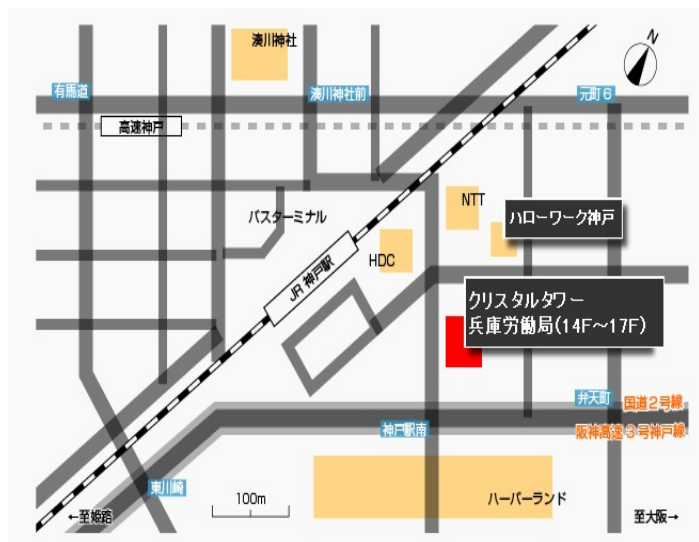 湊川神社
N
有馬道
湊川神社前
元町6
高速神戸
バスターミナル
NTT
ハローワーク神戸
HDC
JR 神戸駅
クリスタルタワー
兵庫労働局(14F～17F)
弁天町
国道2号線
神戸駅南
阪神高速3号神戸線
東川崎
100m
ハーバーランド
←至姫路
至大阪→